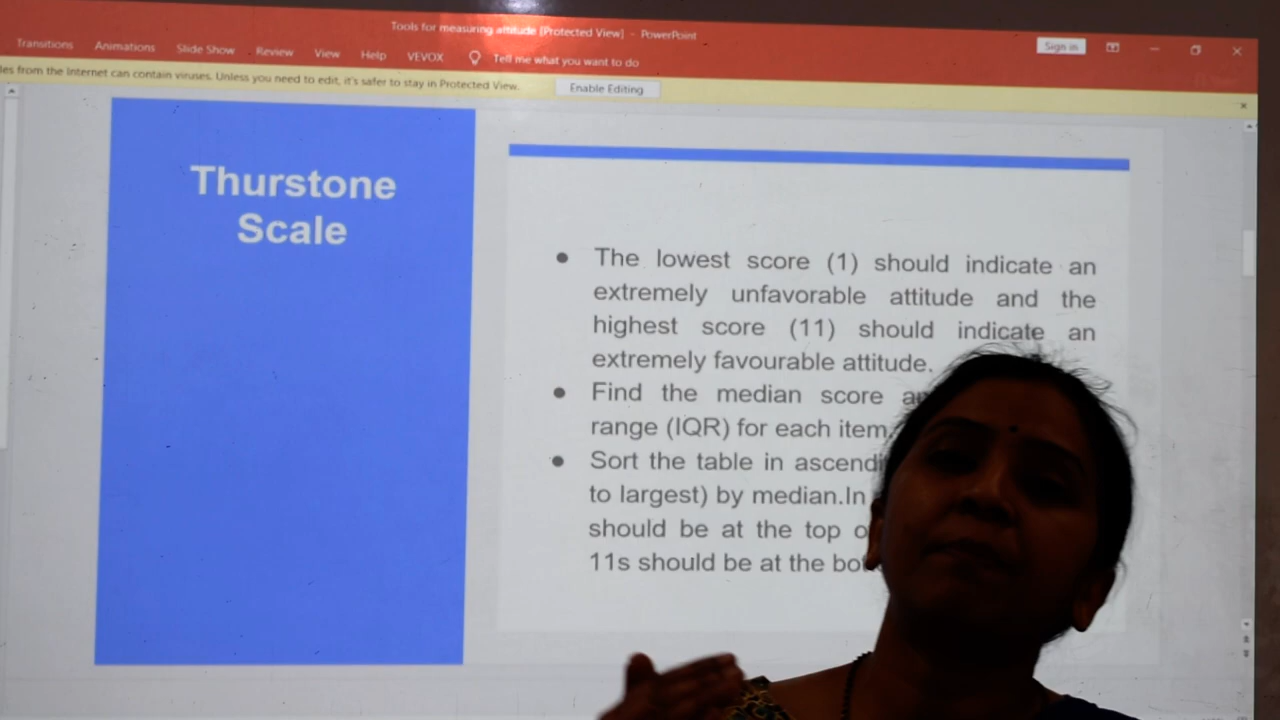 Tools for measuring attitude [Protected View] - PowerPoint
Sign in
Transitions Animations Slide Show Review View Help VEVOX Tell me what you want to do
from the Internet can contain viruses. Unless you need to edit, it's safer to stay in Protected View. Enable Editing
Thurstone
Scale
● The lowest score (1) should indicate an
extremely unfavorable attitude and the
highest score (11) should indicate an
extremely favourable attitude.
● Find the median score
range (IQR) for each item
● Sort the table in
to largest) by median.In
should be at the top
11s should be at the